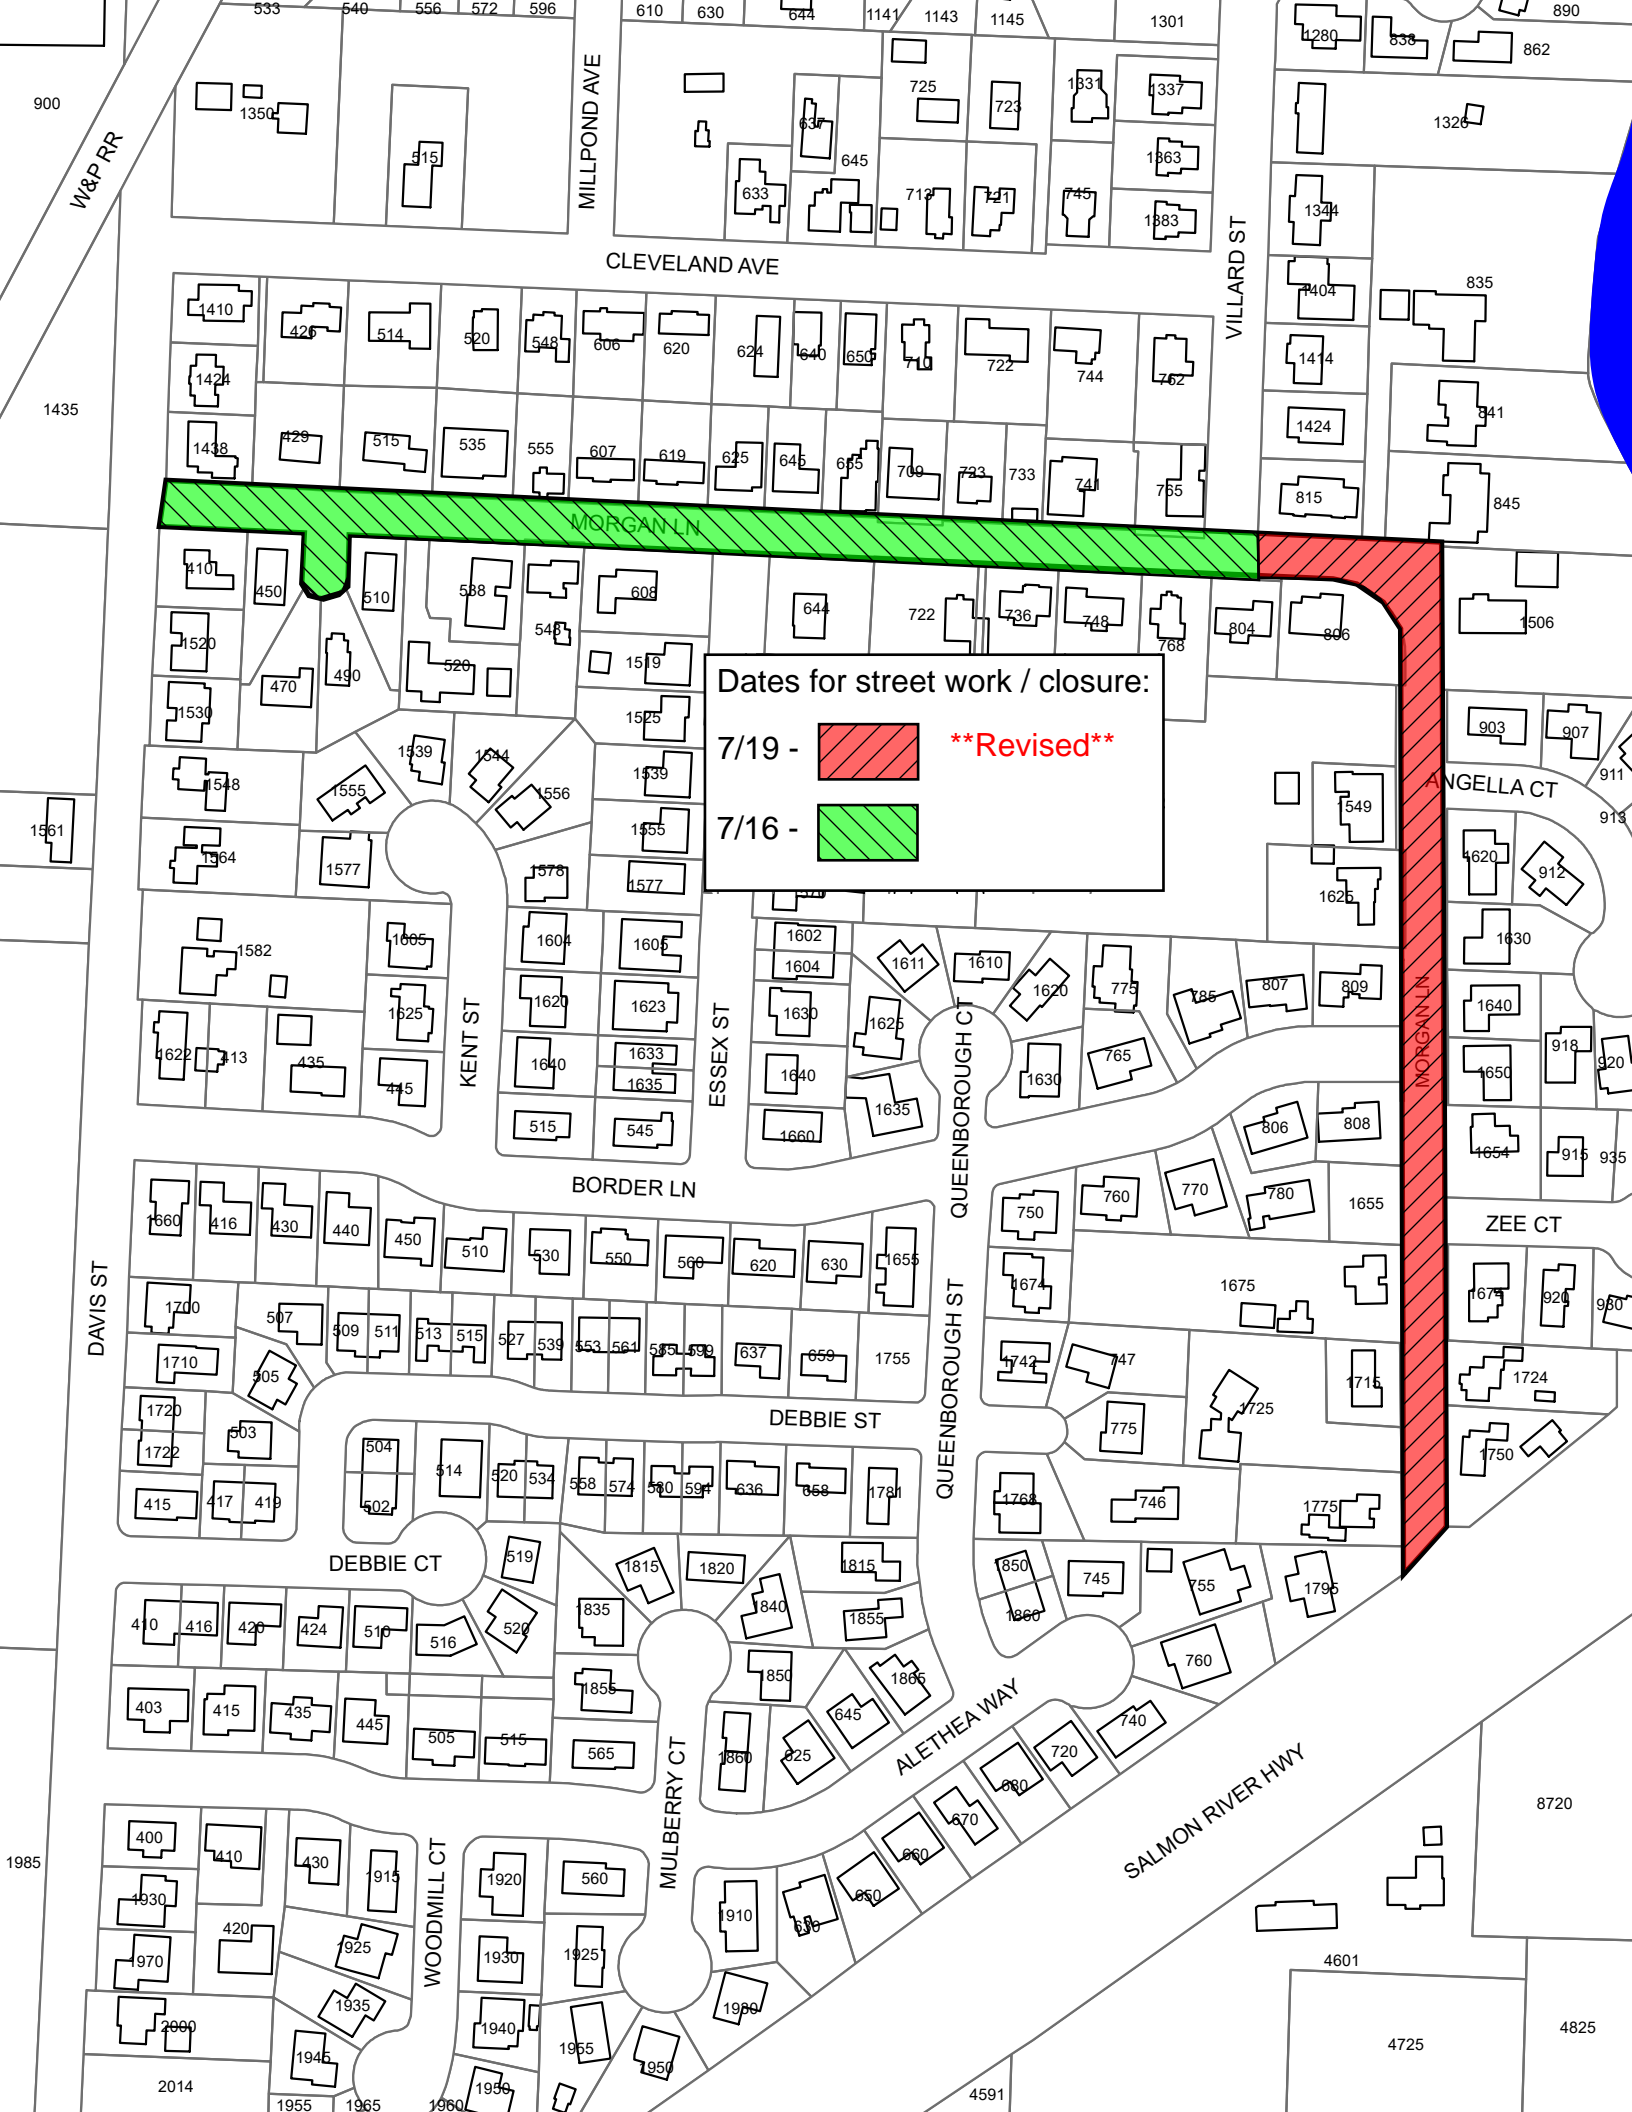 533 540 556 572 596 610 630 644 1141 1143 1145 1301 890
1280 838 862
900 1350 515 MILLPOND AVE 725 723 1331 1337 1326
W&P RR 637 645 1363
633 713 721 745 1383 1344
CLEVELAND AVE VILLARD ST
1410 426 514 520 548 606 620 624 640 650 710 722 744 762 1404 835
1424 1414
1435 841
1438 429 515 535 555 607 619 625 645 655 709 723 733 741 765 1424
815 845
MORGAN LN
410 450 510 538 608 644 722 736 748 768 804 806 1506
1520 548
470 490 520 1519
1530 1525
Dates for street work / closure:
7/19 - **Revised**
7/16 -
903 907
1539 1544 1539 911
ANGELLA CT
1548 1555 1556 1549 913
1561 1555
1564 1577 1578 1577 1620 912
1570 1625
1582 1605 1604 1605 1602 1611 1610 1630
1604
1625 1620 1623 1630 1625 1620 775 785 807 809 1640
KENT ST ESSEX ST QUEENBOROUGH CT MORGAN LN
1622 413 435 445 1640 1633 1640 1630 765 1650 918 920
1635 1635
515 545 1660 806 808
1654 915 935
BORDER LN
1660 416 430 440 450 510 530 550 560 620 630 1655 750 760 770 780 1655
ZEE CT
DAVIS ST QUEENBOROUGH ST
1700 507 509 511 513 515 527 539 553 561 585 599 637 659 1755 1674 1675 1674 920 930
1710 505 1742 747 1715 1724
DEBBIE ST
1720 503 1725
1722 504 775 1750
415 417 419 502 514 520 534 558 574 580 594 636 658 1781 1768 746 1775
DEBBIE CT
519 1815 1820 1815 1850 745 755 1795
410 416 420 424 510 516 520 1835 1840 1855 1860
760
403 415 435 445 505 515 1855 1850 645 1865
565 1860 625 740
ALETHEA WAY 720
MULBERRY CT 680
670 SALMON RIVER HWY 8720
400 410 430 1915 WOODMILL CT 1920 560 660
1985 1930 650
420 1925 1930 1925 1910 630
1970 4601
1935 1980
2000 1945 1940 1955 1950 4725 4825
2014 1955 1965 1960 1950 4591